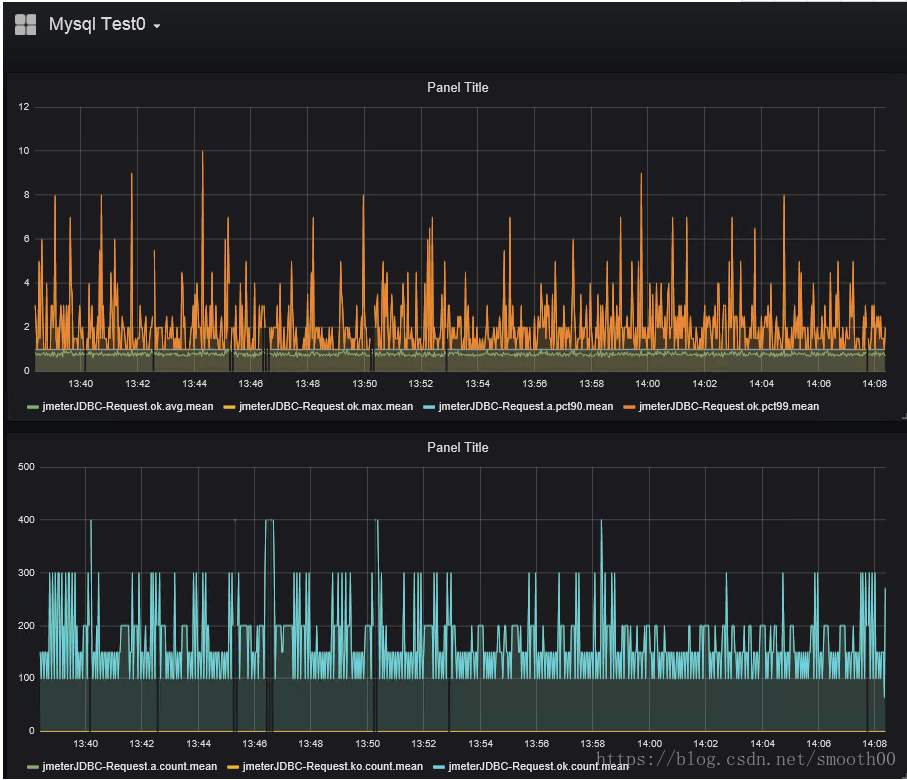 Mysql Test0
Panel Title
12
10
8
6
4
2
0
13:40 13:42 13:44 13:46 13:48 13:50 13:52 13:54 13:56 13:58 14:00 14:02 14:04 14:06 14:08
jmeterJDBC-Request.ok.avg.mean jmeterJDBC-Request.ok.max.mean jmeterJDBC-Request.a.pct90.mean jmeterJDBC-Request.ok.pct99.mean
Panel Title
500
400
300
200
100
0
13:40 13:42 13:44 13:46 13:48 13:50 13:52 13:54 13:56 13:58 14:00 14:02 14:04 14:06 14:08
jmeterJDBC-Request.a.count.mean jmeterJDBC-Request.ko.count.mean jmeterJDBC-Request.ok.count.mean
https://blog.csdn.net/smooth00